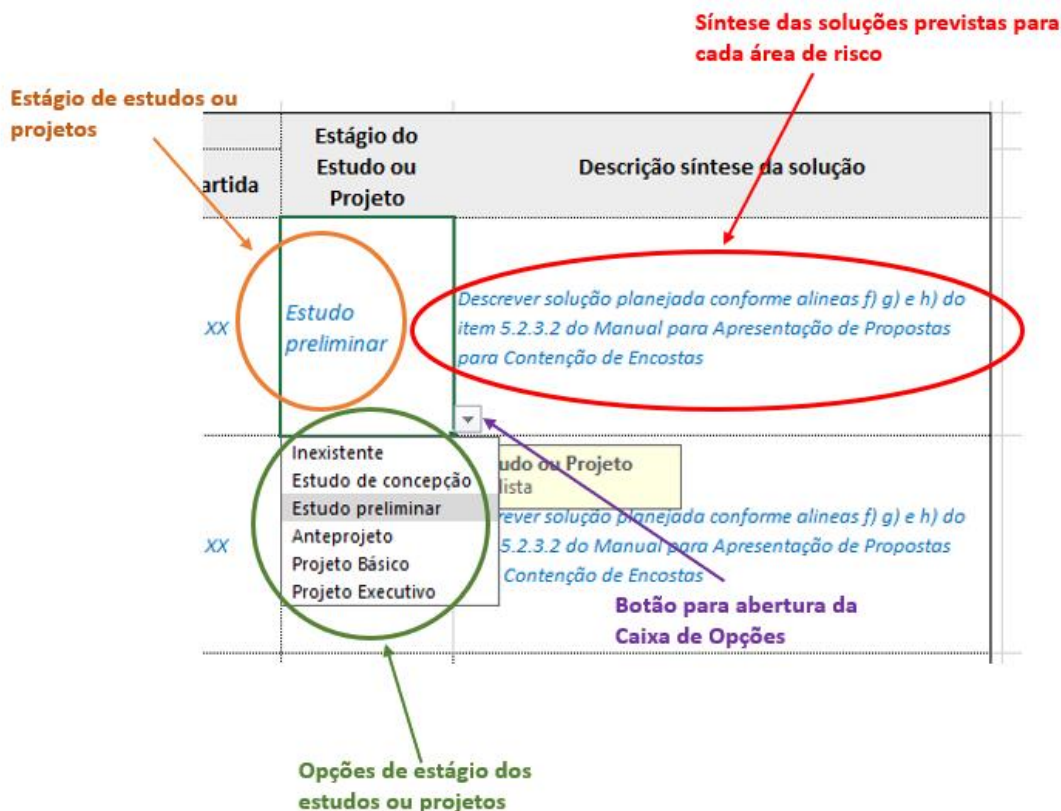 Síntese das soluções previstas para
cada área de risco
Estágio de estudos ou
projetos
artida
Estágio do
Estudo ou
Projeto
Descrição síntese da solução
XX
Estudo
preliminar
Descrever solução planejada conforme alineas f) g) e h) do
item 5.2.3.2 do Manual para Apresentação de Propostas
para Contenção de Encostas
Inexistente
Estudo de concepção
Estudo preliminar
Anteprojeto
Projeto Básico
Projeto Executivo
udo ou Projeto
lista
XX
rever solução planejada conforme alineas f) g) e h) do
5.2.3.2 do Manual para Apresentação de Propostas
Contenção de Encostas
Botão para abertura da
Caixa de Opções
Opções de estágio dos
estudos ou projetos